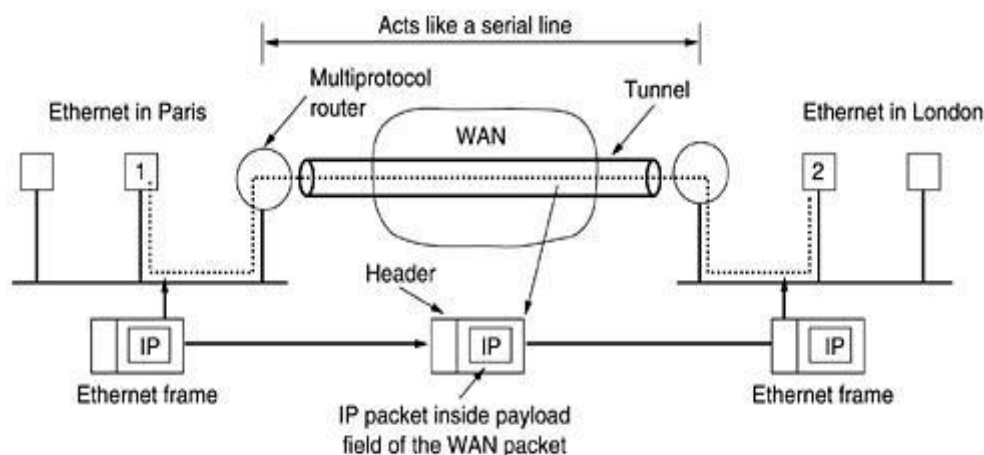 Acts like a serial line
Multiprotocol
router
Tunnel
Ethernet in Paris
WAN
Ethernet in London
1
2
Header
IP
IP
IP
Ethernet frame
Ethernet frame
IP packet inside payload
field of the WAN packet